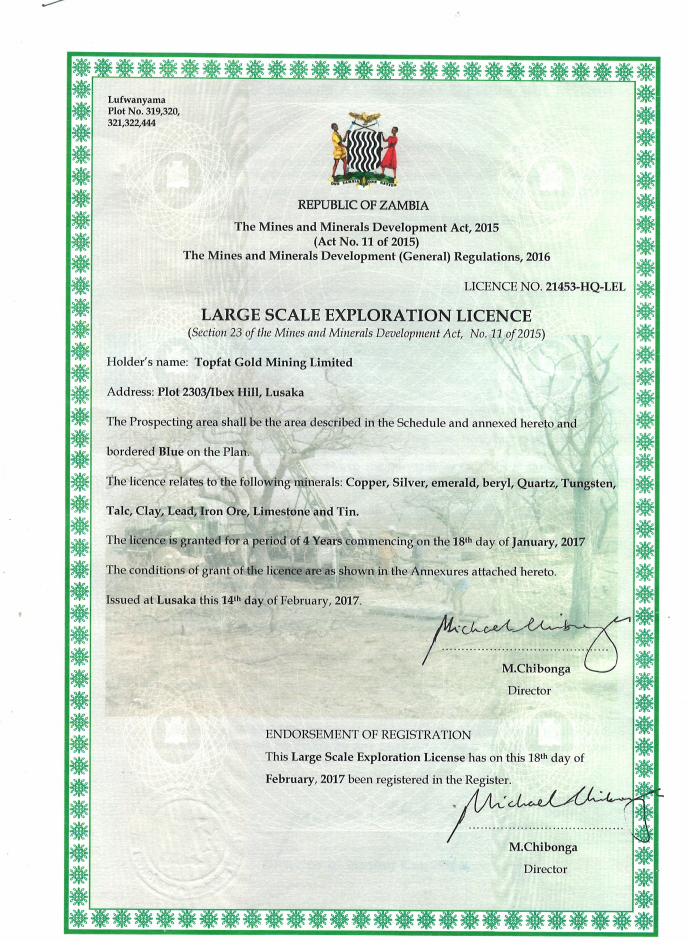 Lufwanyama
Plot No. 319,320,
321,322,444
REPUBLIC OF ZAMBIA
The Mines and Minerals Development Act, 2015
(Act No. 11 of 2015)
The Mines and Minerals Development (General) Regulations, 2016
LICENCE NO. 21453-HQ-LEL
LARGE SCALE EXPLORATION LICENCE
(Section 23 of the Mines and Minerals Development Act, No. 11 of 2015)
Holder's name: Topfat Gold Mining Limited
Address: Plot 2303/Ibex Hill, Lusaka
The Prospecting area shall be the area described in the Schedule and annexed hereto and
bordered Blue on the Plan.
The licence relates to the following minerals: Copper, Silver, emerald, beryl, Quartz, Tungsten,
Talc, Clay, Lead, Iron Ore, Limestone and Tin.
The licence is granted for a period of 4 Years commencing on the 18th day of January, 2017
The conditions of grant of the licence are as shown in the Annexures attached hereto.
Issued at Lusaka this 14th day of February, 2017.
M.Chibonga
Director
ENDORSEMENT OF REGISTRATION
This Large Scale Exploration License has on this 18th day of
February, 2017 been registered in the Register.
M.Chibonga
Director